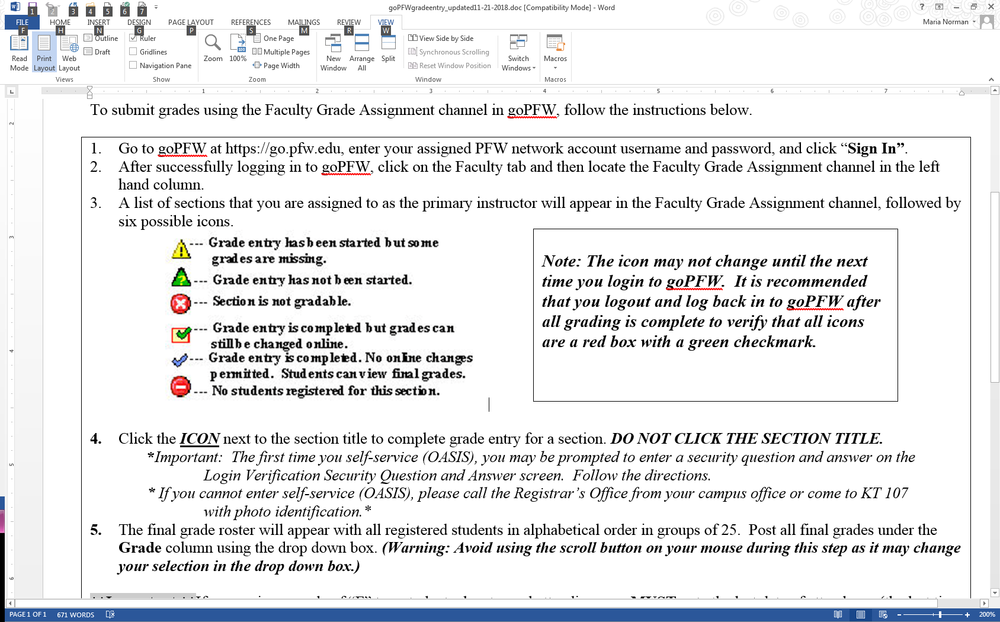 1 2 3 4 5 6 7
goPFWgradeentry_updated11-21-2018.doc [Compatibility Mode] - Word
?
FILE HOME INSERT DESIGN PAGE LAYOUT REFERENCES MAILINGS REVIEW VIEW
Maria Norman
F H N G P S M R W
Read Mode
Print Layout
Web Layout
Outline
Draft
Views
Ruler
Gridlines
Navigation Pane
Show
Zoom
100%
One Page
Multiple Pages
Page Width
Zoom
New Window
Arrange All
Split
View Side by Side
Synchronous Scrolling
Reset Window Position
Window
Switch Windows
Macros
Macros
1 2 3 4 5 6 7
To submit grades using the Faculty Grade Assignment channel in goPFW, follow the instructions below.
1. Go to goPFW at https://go.pfw.edu, enter your assigned PFW network account username and password, and click “Sign In”.
2. After successfully logging in to goPFW, click on the Faculty tab and then locate the Faculty Grade Assignment channel in the left
hand column.
3. A list of sections that you are assigned to as the primary instructor will appear in the Faculty Grade Assignment channel, followed by
six possible icons.
--- Grade entry has been started but some
grades are missing.
--- Grade entry has not been started.
--- Section is not gradable.
--- Grade entry is completed but grades can
still be changed online.
--- Grade entry is completed. No online changes
permitted. Students can view final grades.
--- No students registered for this section.
Note: The icon may not change until the next
time you login to goPFW. It is recommended
that you logout and log back in to goPFW after
all grading is complete to verify that all icons
are a red box with a green checkmark.
4. Click the ICON next to the section title to complete grade entry for a section. DO NOT CLICK THE SECTION TITLE.
*Important: The first time you self-service (OASIS), you may be prompted to enter a security question and answer on the
Login Verification Security Question and Answer screen. Follow the directions.
* If you cannot enter self-service (OASIS), please call the Registrar’s Office from your campus office or come to KT 107
with photo identification.*
5. The final grade roster will appear with all registered students in alphabetical order in groups of 25. Post all final grades under the
Grade column using the drop down box. (Warning: Avoid using the scroll button on your mouse during this step as it may change
your selection in the drop down box.)
2
3
4
5
6
PAGE 1 OF 1 671 WORDS
200%